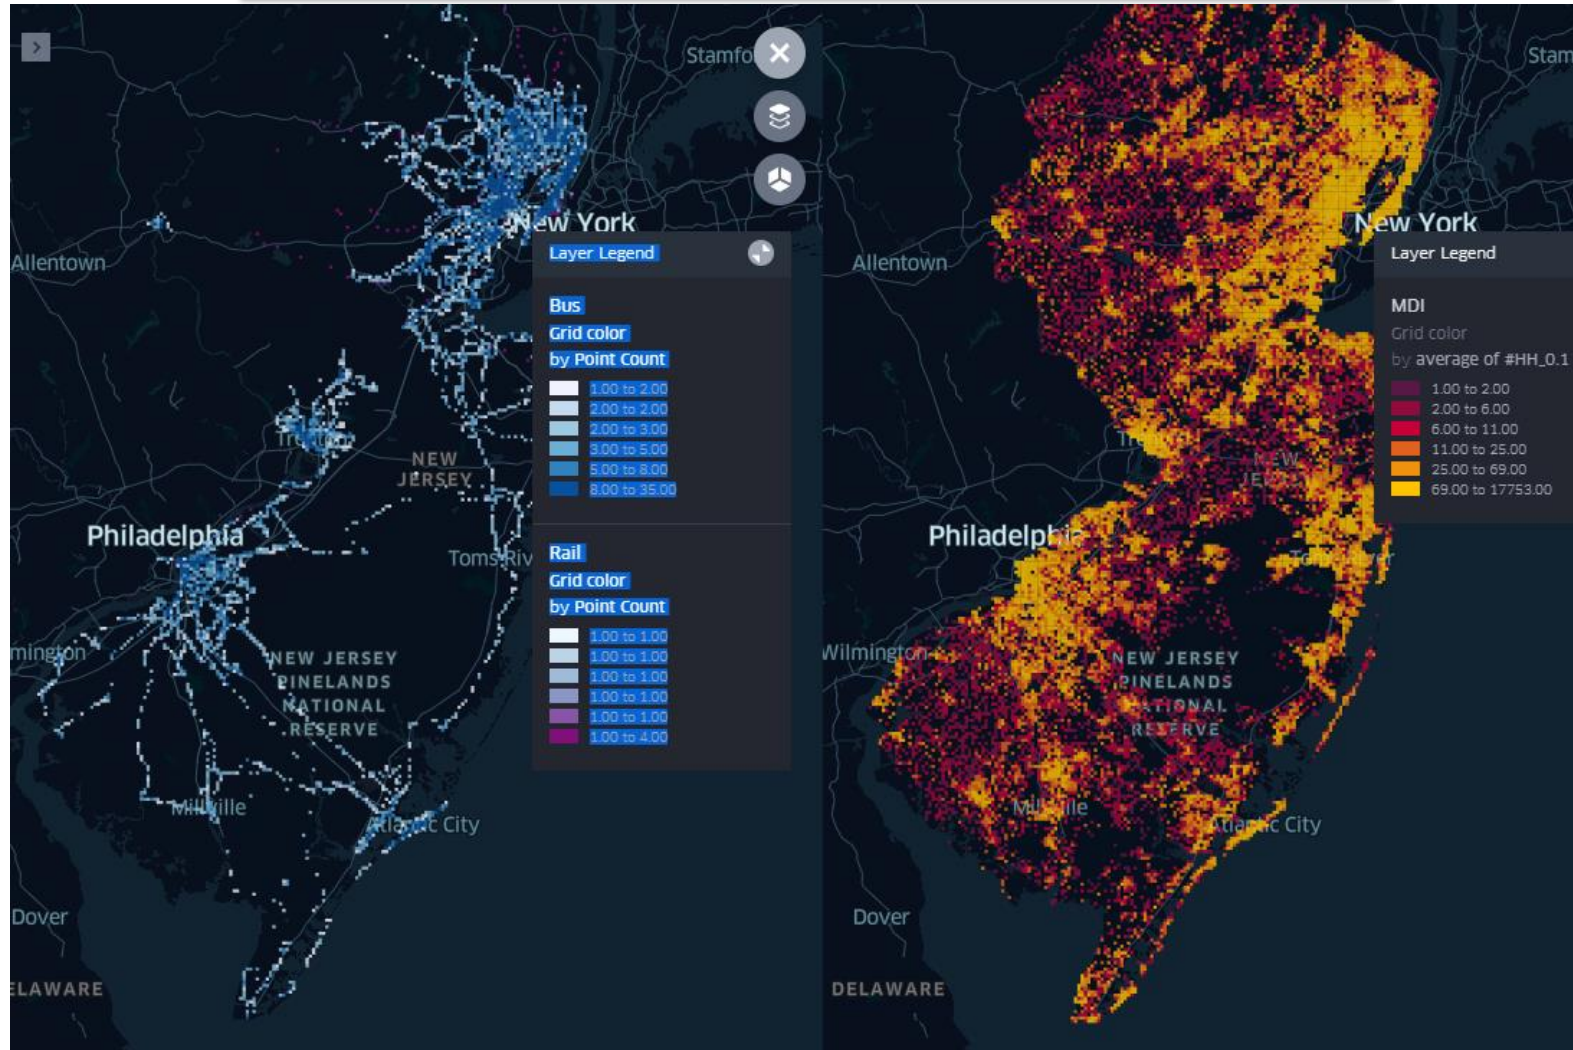 Stamfo
New York
Allentown
Layer Legend
Bus
Grid color
by Point Count
1.00 to 2.00
2.00 to 2.00
2.00 to 3.00
3.00 to 5.00
5.00 to 8.00
8.00 to 35.00
NEW
JERSEY
Philadelphia
Toms Riv
Rail
Grid color
by Point Count
1.00 to 1.00
1.00 to 1.00
1.00 to 1.00
1.00 to 1.00
1.00 to 1.00
1.00 to 4.00
mington
NEW JERSEY
PINELANDS
NATIONAL
RESERVE
Millville
Atlantic City
Dover
ELAWARE
Stam
New York
Allentown
Layer Legend
MDI
Grid color
by average of #HH_0.1
1.00 to 2.00
2.00 to 6.00
6.00 to 11.00
11.00 to 25.00
25.00 to 69.00
69.00 to 17753.00
NEW
Philadelphia
Wilmington
NEW JERSEY
PINELANDS
NATIONAL
RESERVE
Millville
Atlantic City
Dover
DELAWARE